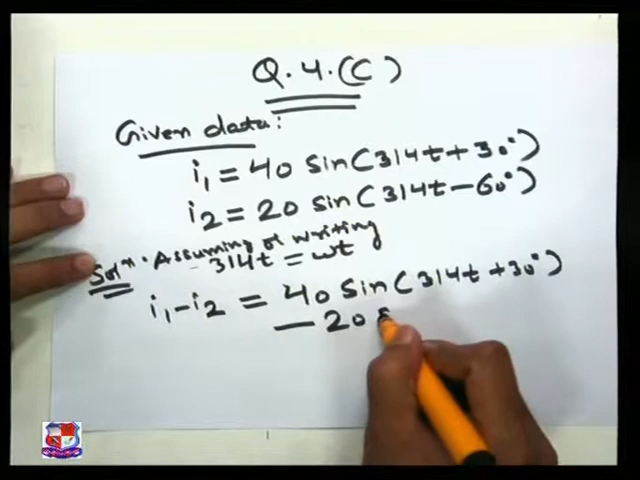 Q.4.(C)
Given data:
i₁ = 40 sin(314t+30°)
i₂ = 20 sin(314t-60°)
Solⁿ. Assuming or writing
314t = wt
i₁-i₂ = 40 sin(314t+30°)
- 20 s